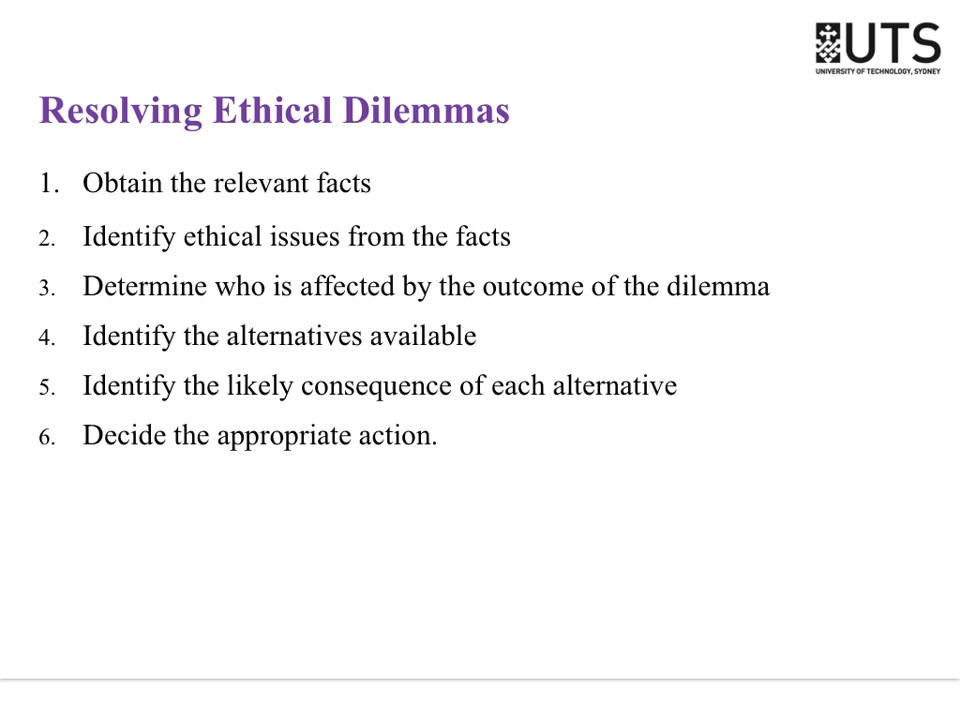 UTS
UNIVERSITY OF TECHNOLOGY, SYDNEY
Resolving Ethical Dilemmas
1. Obtain the relevant facts
2. Identify ethical issues from the facts
3. Determine who is affected by the outcome of the dilemma
4. Identify the alternatives available
5. Identify the likely consequence of each alternative
6. Decide the appropriate action.